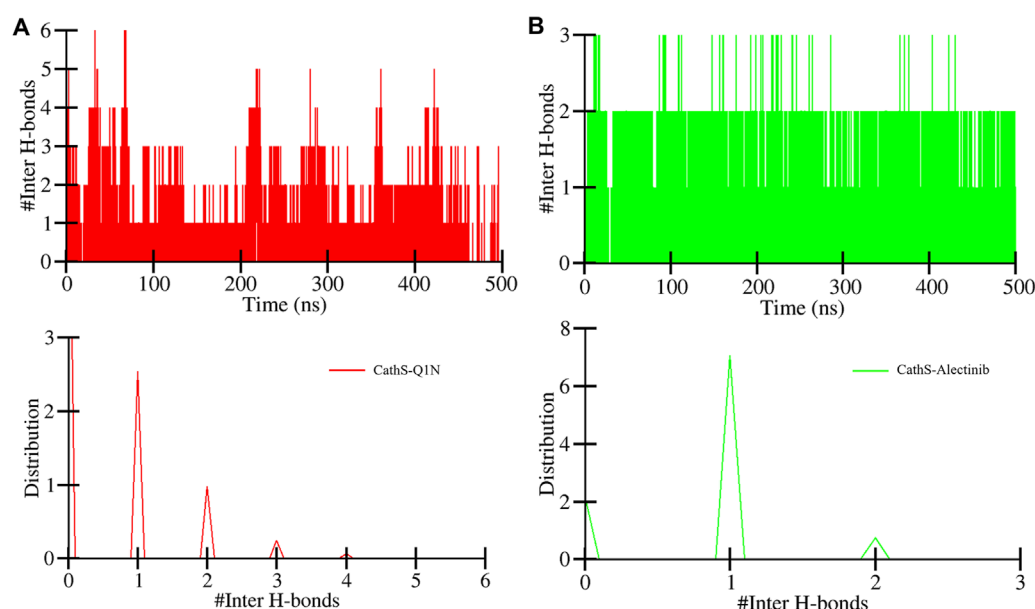 A
6
5
4
3
2
1
0
#Inter H-bonds
0 100 200 300 400 500
Time (ns)
B
3
2
1
0
#Inter H-bonds
0 100 200 300 400 500
Time (ns)
3
2
1
0
Distribution
CathS-Q1N
0 1 2 3 4 5 6
#Inter H-bonds
8
6
4
2
0
Distribution
CathS-Alectinib
0 1 2 3
#Inter H-bonds